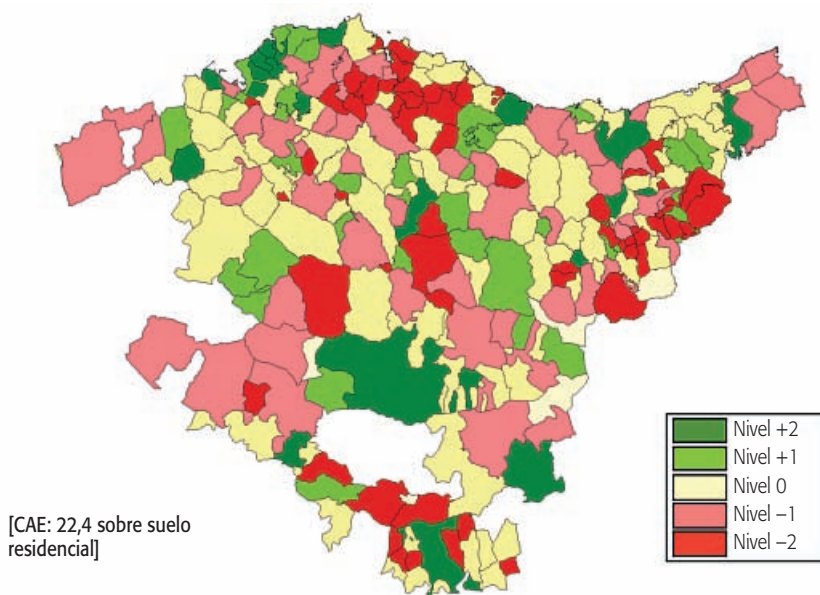 Nivel +2
Nivel +1
Nivel 0
Nivel –1
Nivel –2
[CAE: 22,4 sobre suelo
residencial]